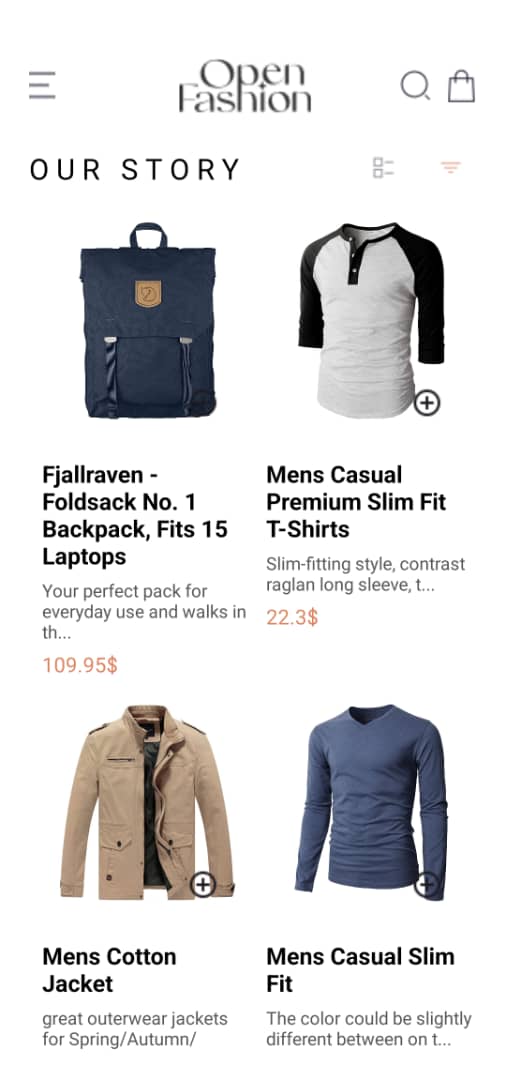 Open
Fashion
OUR STORY
Fjallraven -
Foldsack No. 1
Backpack, Fits 15
Laptops
Your perfect pack for
everyday use and walks in
th...
109.95$
Mens Casual
Premium Slim Fit
T-Shirts
Slim-fitting style, contrast
raglan long sleeve, t...
22.3$
Mens Cotton
Jacket
great outerwear jackets
for Spring/Autumn/
Mens Casual Slim
Fit
The color could be slightly
different between on t...